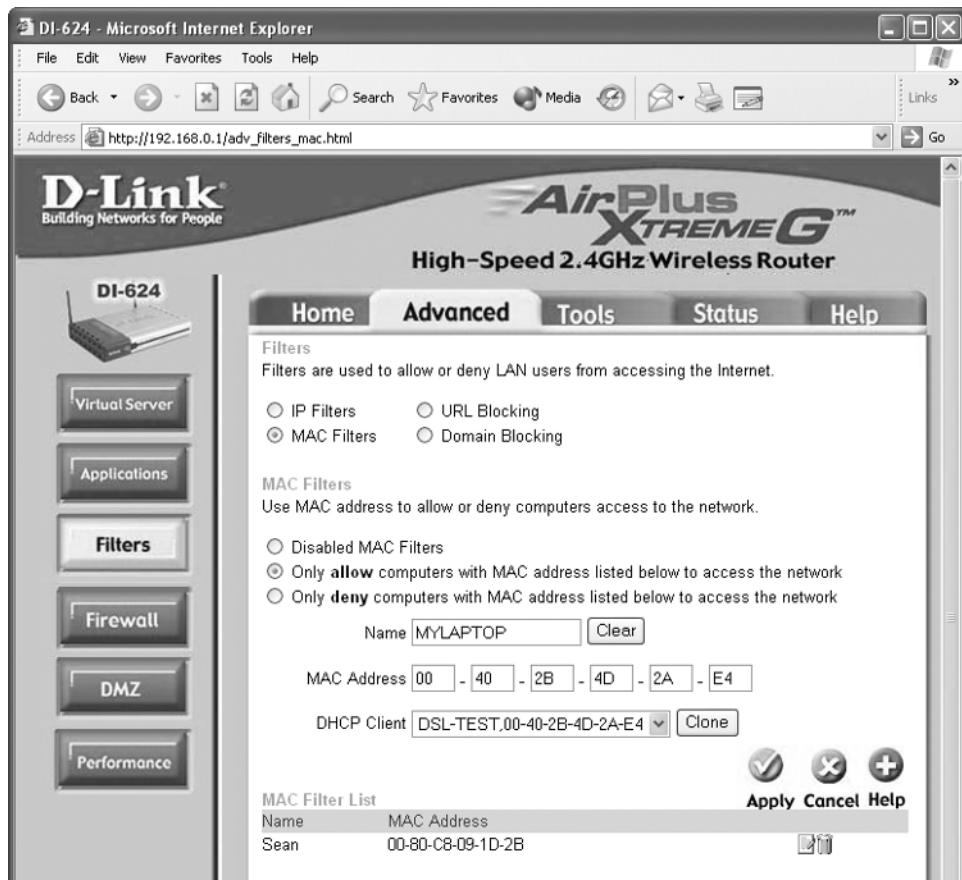 DI-624 - Microsoft Internet Explorer
File Edit View Favorites Tools Help
Back Search Favorites Media Links »
Address http://192.168.0.1/adv_filters_mac.html Go
D-Link
Building Networks for People
AirPlus
XTREME G™
High-Speed 2.4GHz Wireless Router
DI-624
Home Advanced Tools Status Help
Virtual Server
Applications
Filters
Firewall
DMZ
Performance
Filters
Filters are used to allow or deny LAN users from accessing the Internet.
IP Filters URL Blocking
MAC Filters Domain Blocking
MAC Filters
Use MAC address to allow or deny computers access to the network.
Disabled MAC Filters
Only allow computers with MAC address listed below to access the network
Only deny computers with MAC address listed below to access the network
Name MYLAPTOP Clear
MAC Address 00 - 40 - 2B - 4D - 2A - E4
DHCP Client DSL-TEST,00-40-2B-4D-2A-E4 Clone
Apply Cancel Help
MAC Filter List
Name MAC Address
Sean 00-80-C8-09-1D-2B